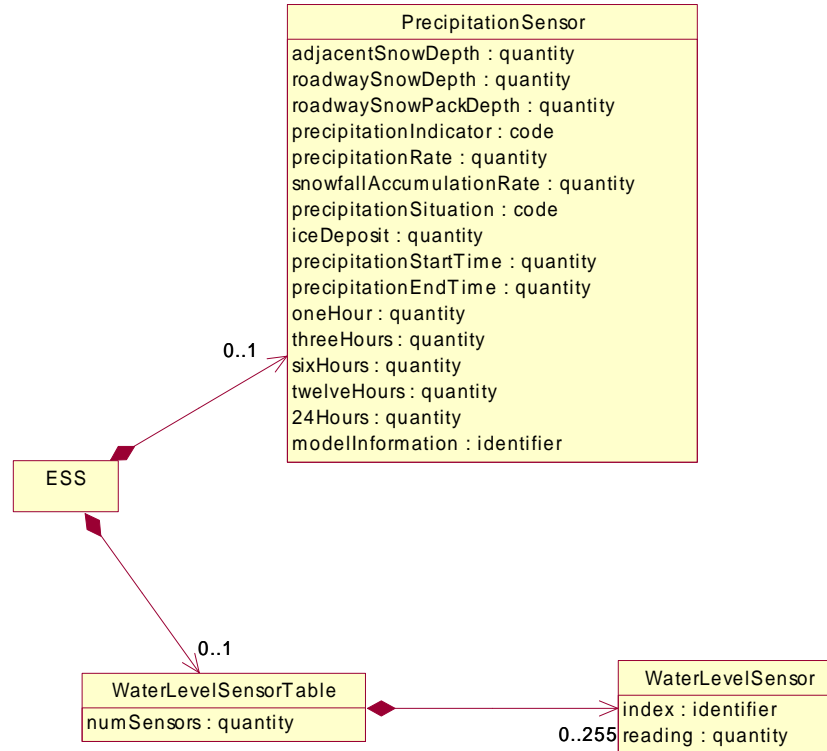 PrecipitationSensor
adjacentSnowDepth : quantity
roadwaySnowDepth : quantity
roadwaySnowPackDepth : quantity
precipitationIndicator : code
precipitationRate : quantity
snowfallAccumulationRate : quantity
precipitationSituation : code
iceDeposit : quantity
precipitationStartTime : quantity
precipitationEndTime : quantity
oneHour : quantity
threeHours : quantity
sixHours : quantity
twelveHours : quantity
24Hours : quantity
modelInformation : identifier
0..1
ESS
0..1
WaterLevelSensorTable
numSensors : quantity
0..255
WaterLevelSensor
index : identifier
reading : quantity